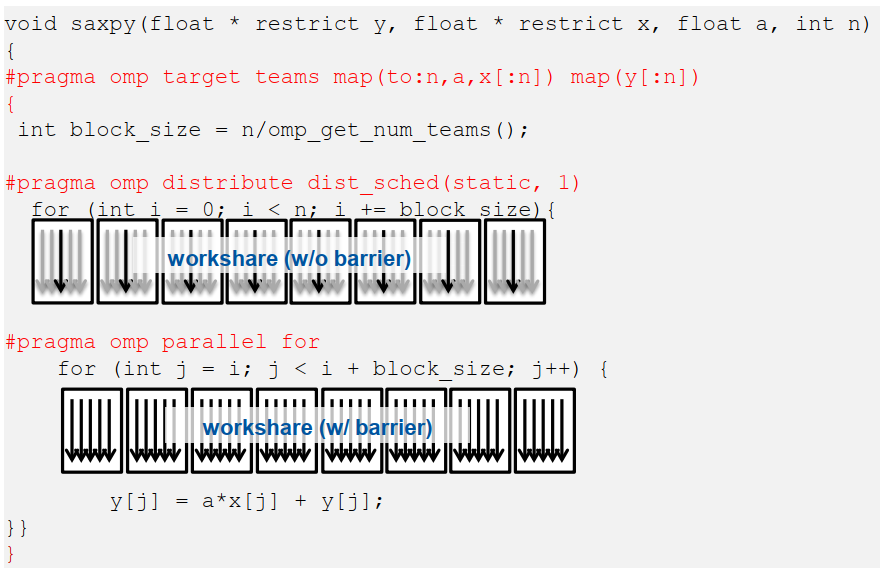 void saxpy(float * restrict y, float * restrict x, float a, int n)
{
#pragma omp target teams map(to:n,a,x[:n]) map(y[:n])
{
int block_size = n/omp_get_num_teams();
#pragma omp distribute dist_sched(static, 1)
for (int i = 0; i < n; i += block_size){
workshare (w/o barrier)
#pragma omp parallel for
for (int j = i; j < i + block_size; j++) {
workshare (w/ barrier)
y[j] = a*x[j] + y[j];
}}
}